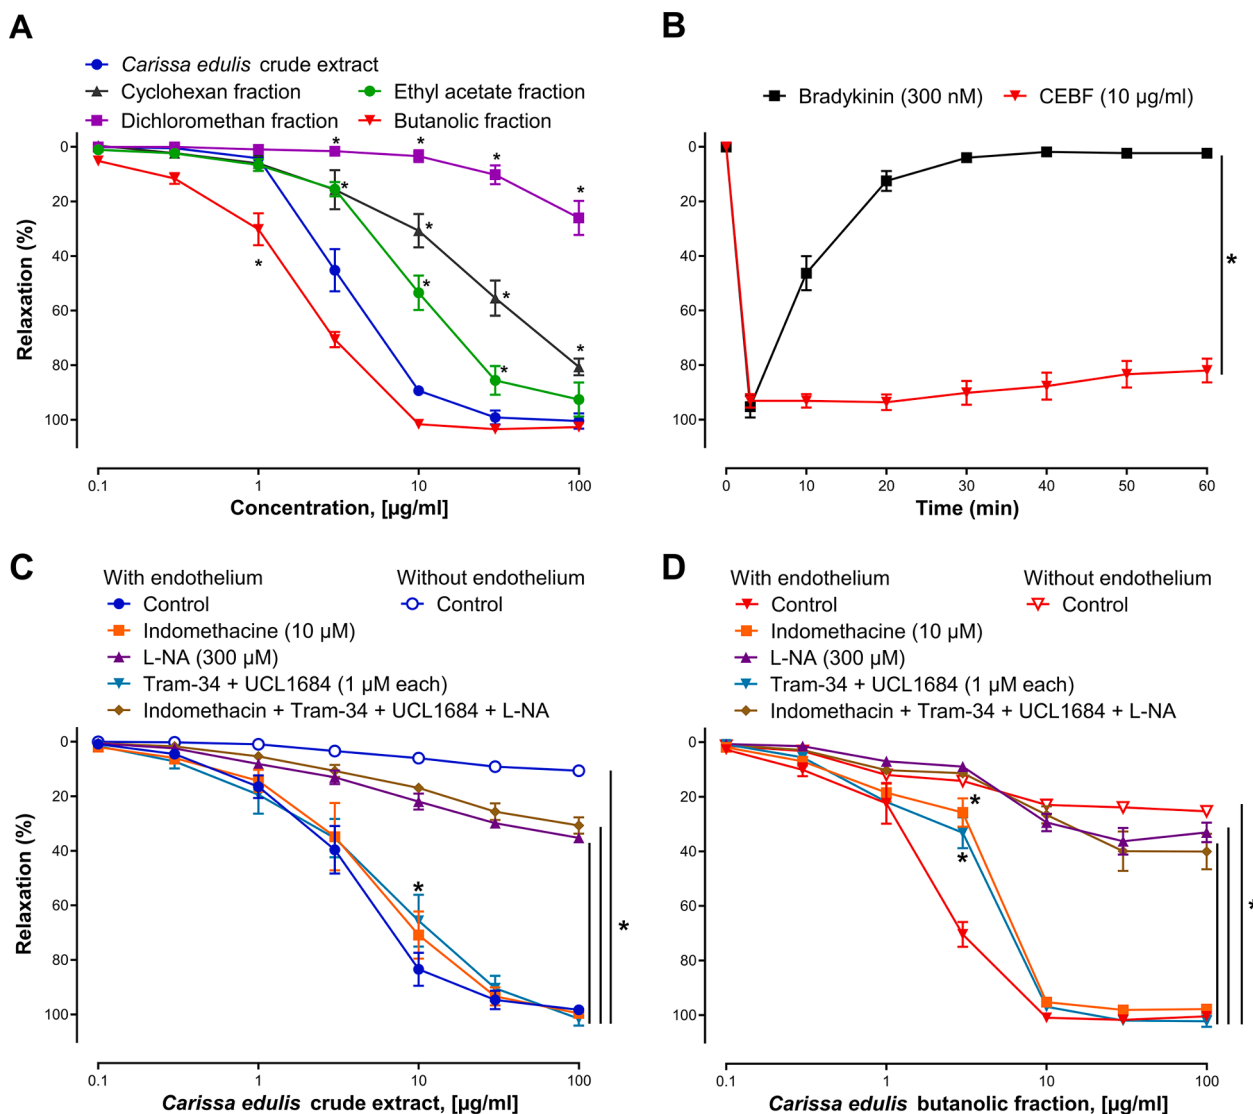 A
Carissa edulis crude extract
Cyclohexan fraction
Ethyl acetate fraction
Dichloromethan fraction
Butanolic fraction
Relaxation (%)
0
20
40
60
80
100
* * * *
* * * *
* *
*
0.1 1 10 100
Concentration, [µg/ml]
B
Bradykinin (300 nM)
CEBF (10 µg/ml)
0
20
40
60
80
100
*
0 10 20 30 40 50 60
Time (min)
C
With endothelium
Without endothelium
Control
Control
Indomethacine (10 µM)
L-NA (300 µM)
Tram-34 + UCL1684 (1 µM each)
Indomethacin + Tram-34 + UCL1684 + L-NA
Relaxation (%)
0
20
40
60
80
100
*
*
0.1 1 10 100
Carissa edulis crude extract, [µg/ml]
D
With endothelium
Without endothelium
Control
Control
Indomethacine (10 µM)
L-NA (300 µM)
Tram-34 + UCL1684 (1 µM each)
Indomethacin + Tram-34 + UCL1684 + L-NA
0
20
40
60
80
100
*
*
*
0.1 1 10 100
Carissa edulis butanolic fraction, [µg/ml]